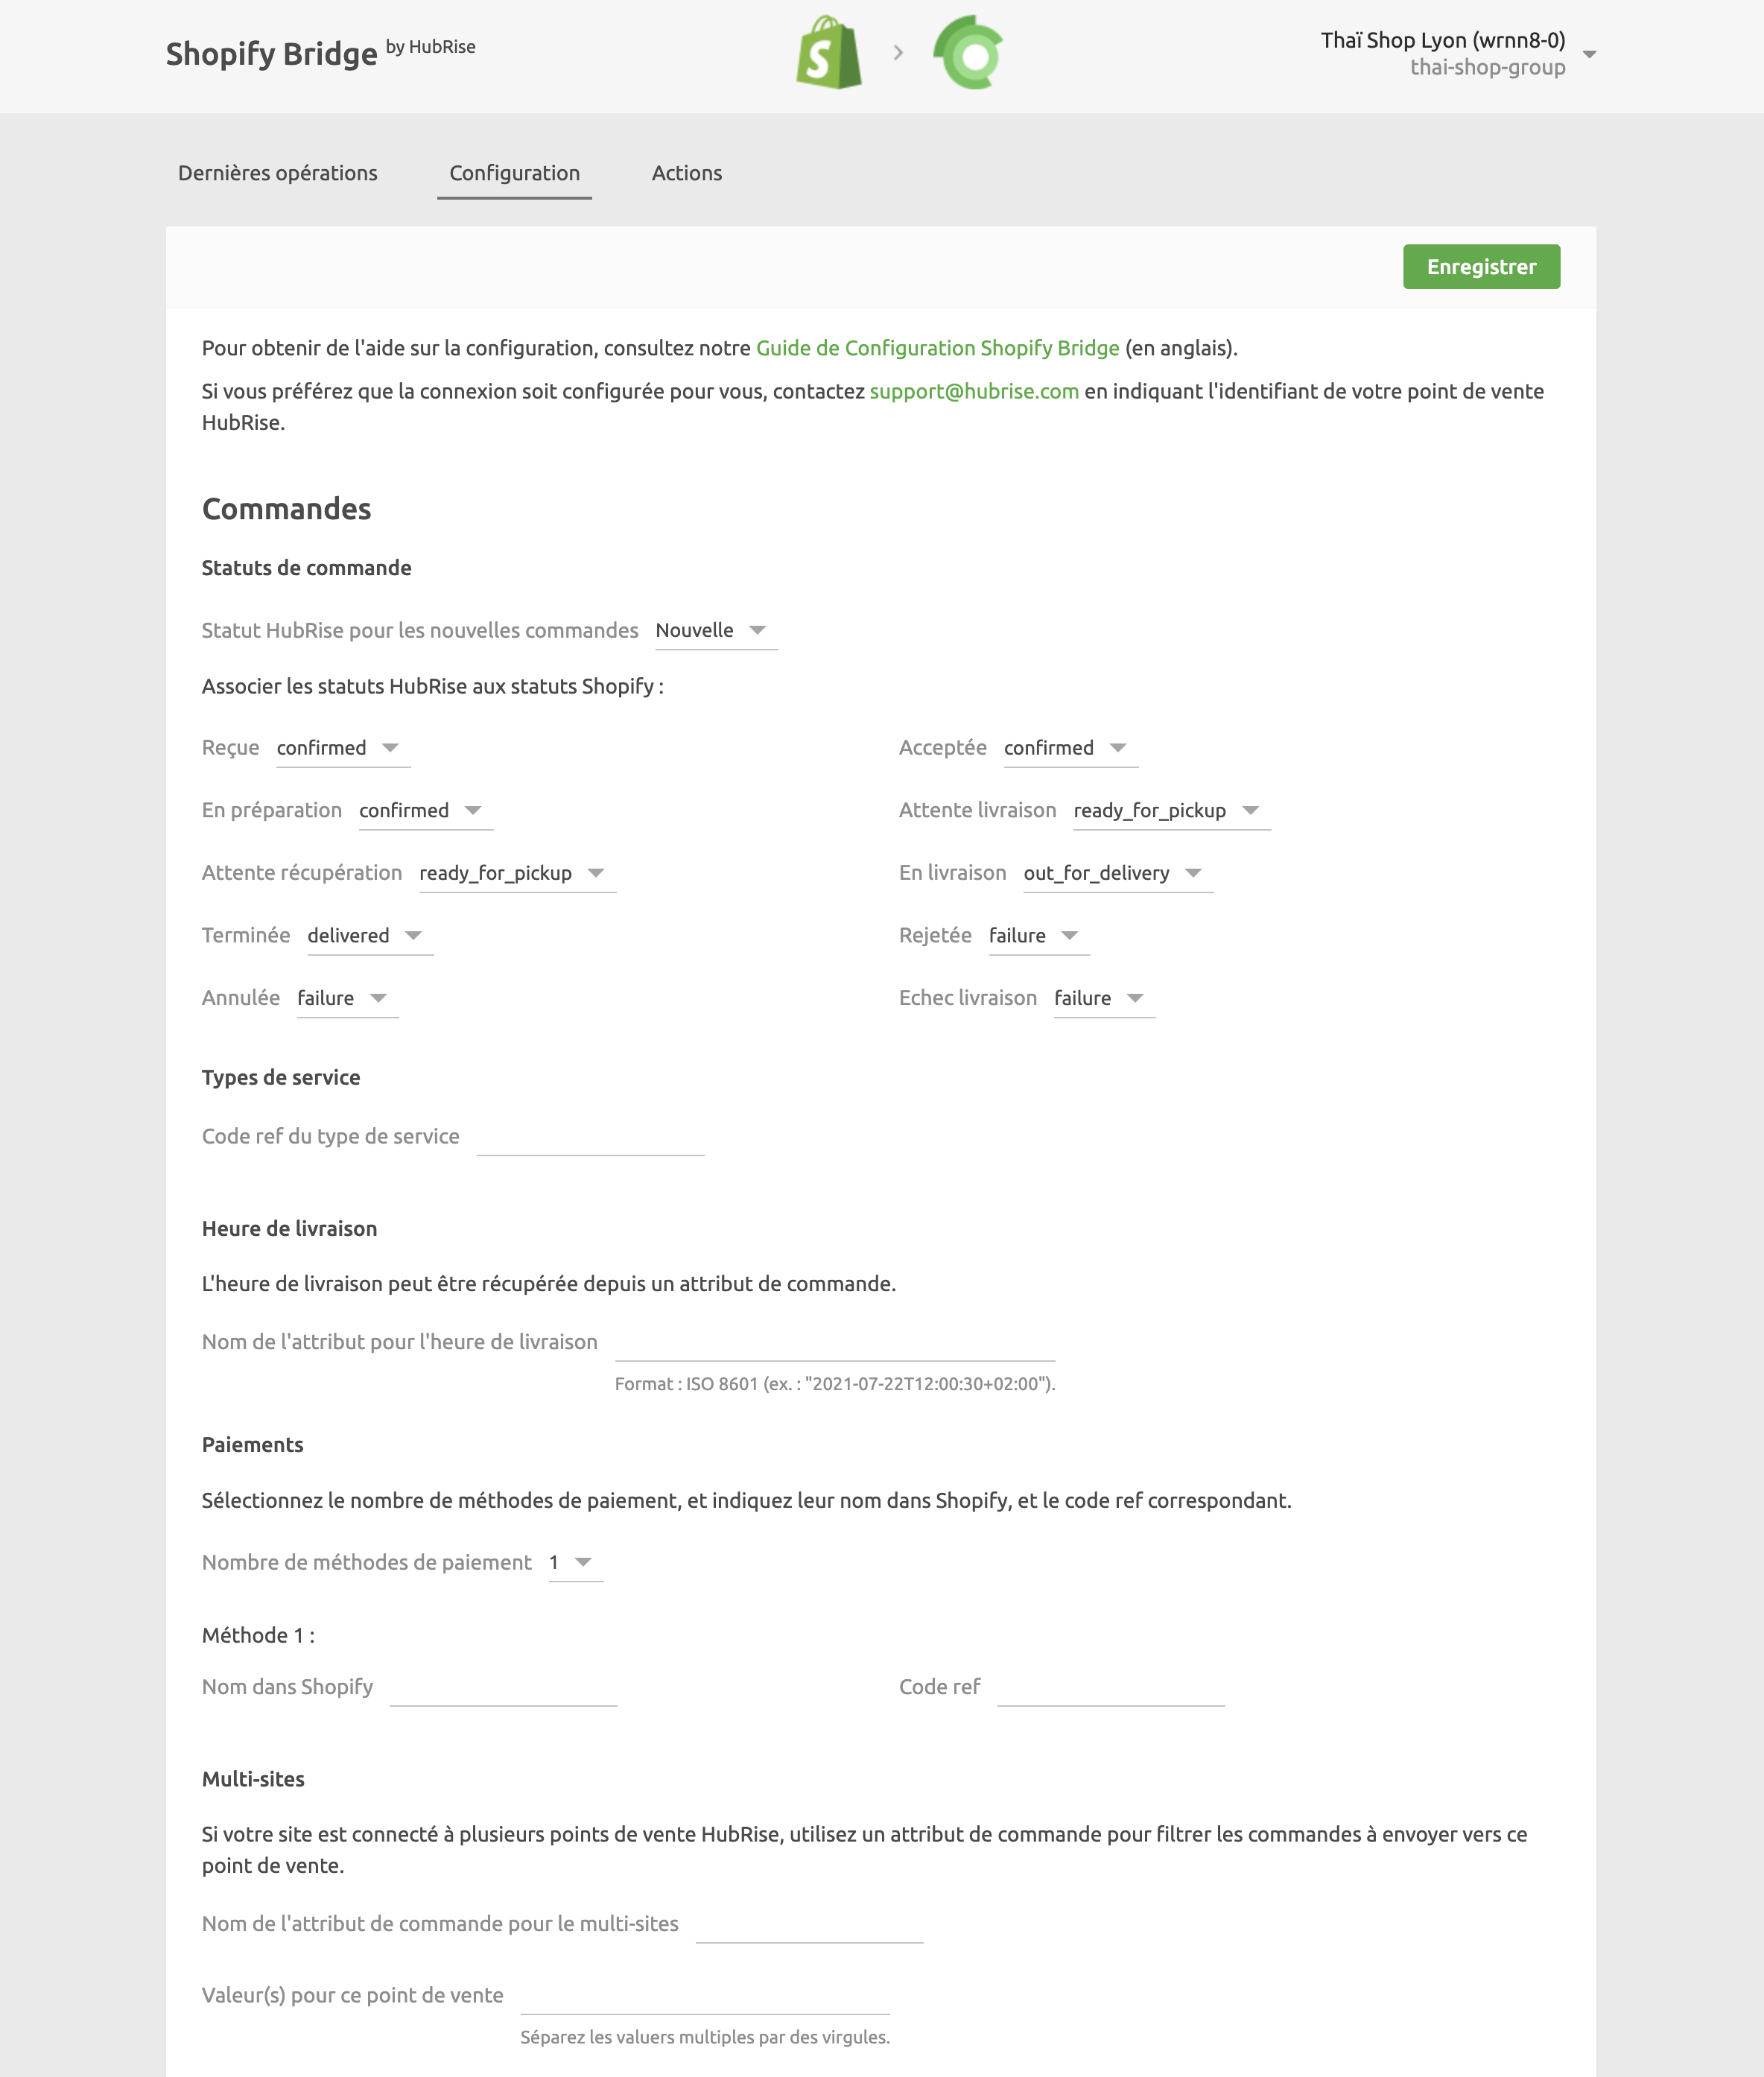 Shopify Bridge by HubRise
S
Thaï Shop Lyon (wrnn8-0)
thai-shop-group
Dernières opérations
Configuration
Actions
Enregistrer
Pour obtenir de l'aide sur la configuration, consultez notre Guide de Configuration Shopify Bridge (en anglais).
Si vous préférez que la connexion soit configurée pour vous, contactez support@hubrise.com en indiquant l'identifiant de votre point de vente
HubRise.
Commandes
Statuts de commande
Statut HubRise pour les nouvelles commandes Nouvelle
Associer les statuts HubRise aux statuts Shopify :
Reçue confirmed
Acceptée confirmed
En préparation confirmed
Attente livraison ready_for_pickup
Attente récupération ready_for_pickup
En livraison out_for_delivery
Terminée delivered
Rejetée failure
Annulée failure
Echec livraison failure
Types de service
Code ref du type de service
Heure de livraison
L'heure de livraison peut être récupérée depuis un attribut de commande.
Nom de l'attribut pour l'heure de livraison
Format : ISO 8601 (ex. : "2021-07-22T12:00:30+02:00").
Paiements
Sélectionnez le nombre de méthodes de paiement, et indiquez leur nom dans Shopify, et le code ref correspondant.
Nombre de méthodes de paiement 1
Méthode 1 :
Nom dans Shopify
Code ref
Multi-sites
Si votre site est connecté à plusieurs points de vente HubRise, utilisez un attribut de commande pour filtrer les commandes à envoyer vers ce
point de vente.
Nom de l'attribut de commande pour le multi-sites
Valeur(s) pour ce point de vente
Séparez les valuers multiples par des virgules.